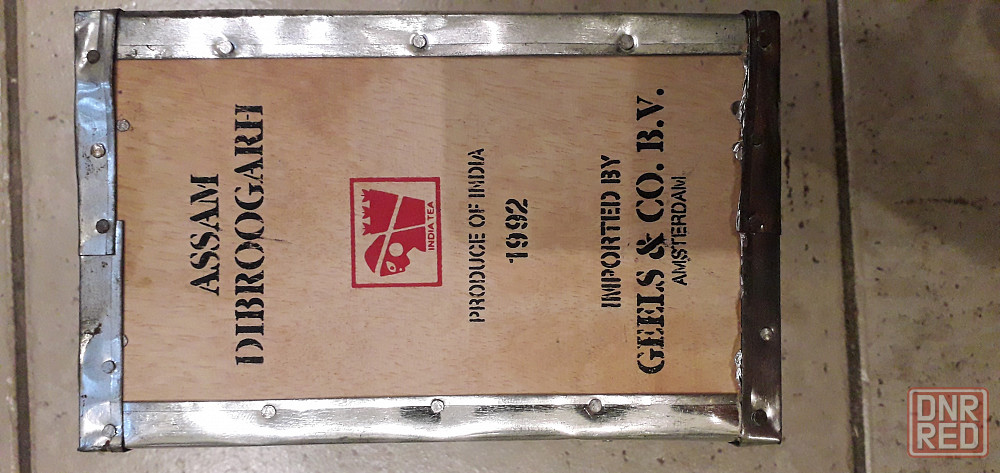 ASSAM
DIBROOGARH
INDIA TEA
PRODUCE OF INDIA
1992
IMPORTED BY
GEELS & CO. B.V.
AMSTERDAM
DNR
RED